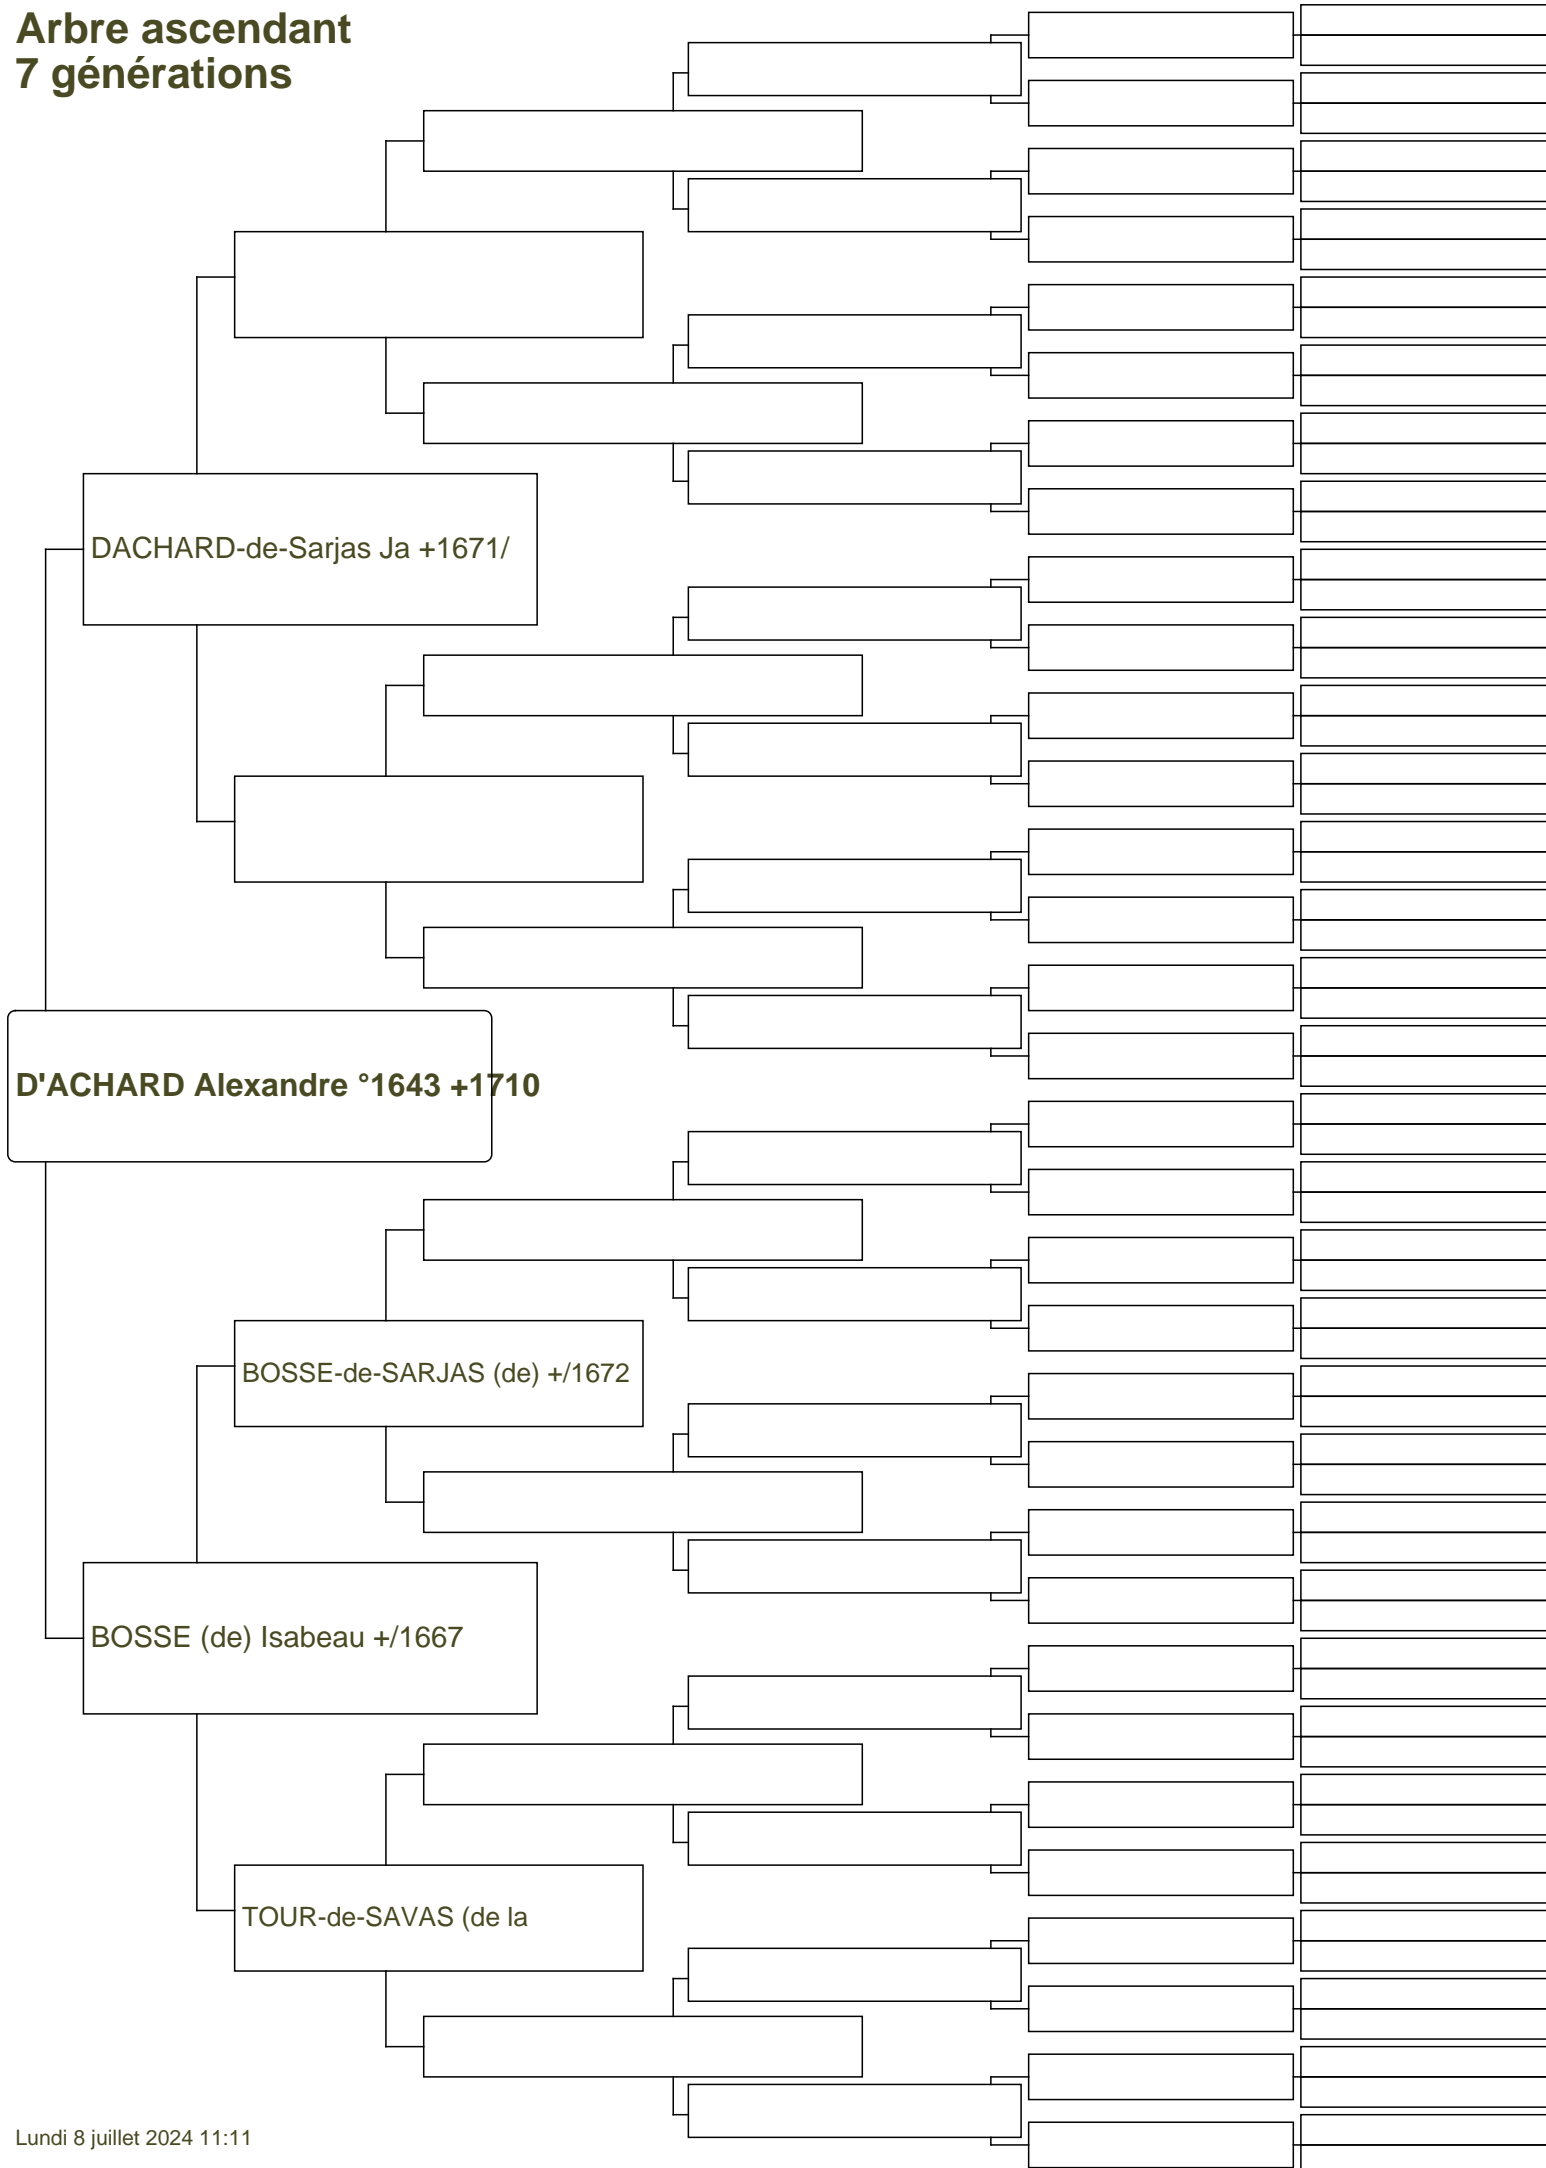 Arbre ascendant
7 générations
DACHARD-de-Sarjas Ja +1671/
D'ACHARD Alexandre °1643 +1710
BOSSE-de-SARJAS (de) +/1672
BOSSE (de) Isabeau +/1667
TOUR-de-SAVAS (de la
Lundi 8 juillet 2024 11:11